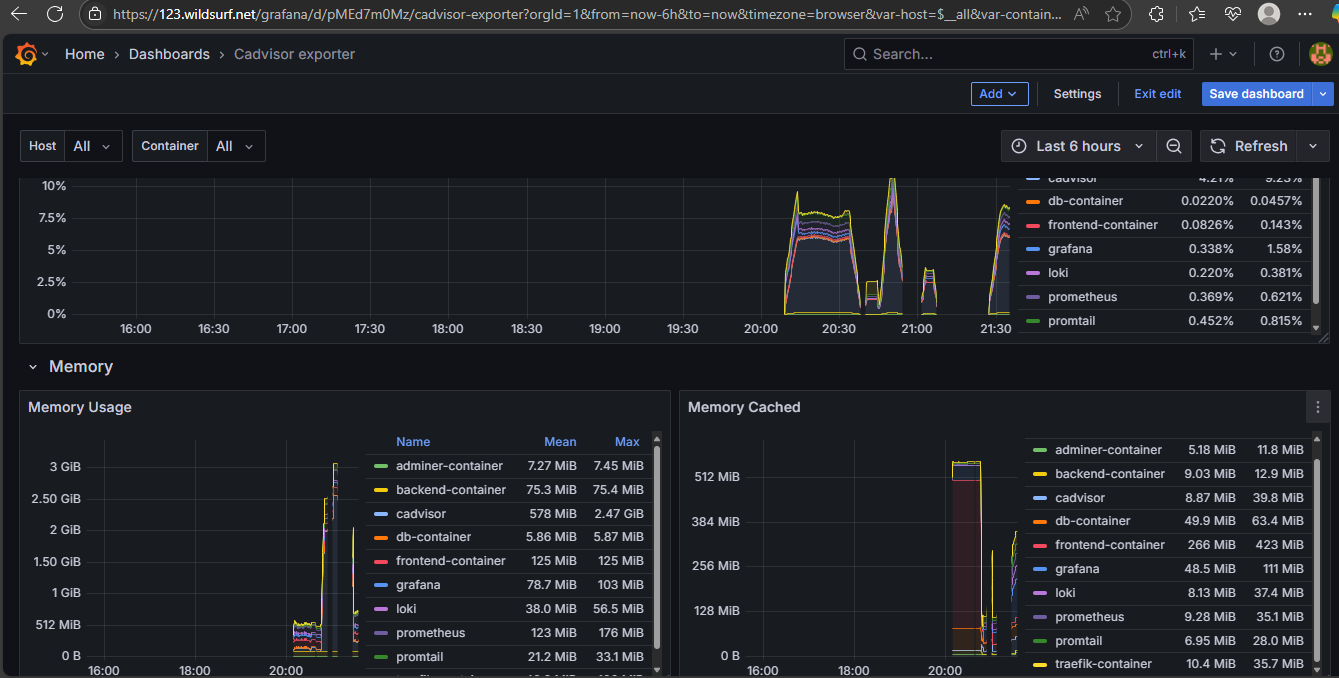 https://123.wildsurf.net/grafana/d/pMEd7m0Mz/cadvisor-exporter?orgId=1&from=now-6h&to=now&timezone=browser&var-host=$__all&var-contain...
Home > Dashboards > Cadvisor exporter
Search... ctrl+k
Add Settings Exit edit Save dashboard
Host All Container All Last 6 hours Refresh
10%
7.5%
5%
2.5%
0%
16:00 16:30 17:00 17:30 18:00 18:30 19:00 19:30 20:00 20:30 21:00 21:30
cadvisor 4.21% 9.23%
db-container 0.0220% 0.0457%
frontend-container 0.0826% 0.143%
grafana 0.338% 1.58%
loki 0.220% 0.381%
prometheus 0.369% 0.621%
promtail 0.452% 0.815%
Memory
Memory Usage
3 GiB
2.50 GiB
2 GiB
1.50 GiB
1 GiB
512 MiB
0 B
16:00 18:00 20:00
Name Mean Max
adminer-container 7.27 MiB 7.45 MiB
backend-container 75.3 MiB 75.4 MiB
cadvisor 578 MiB 2.47 GiB
db-container 5.86 MiB 5.87 MiB
frontend-container 125 MiB 125 MiB
grafana 78.7 MiB 103 MiB
loki 38.0 MiB 56.5 MiB
prometheus 123 MiB 176 MiB
promtail 21.2 MiB 33.1 MiB
Memory Cached
512 MiB
384 MiB
256 MiB
128 MiB
0 B
16:00 18:00 20:00
adminer-container 5.18 MiB 11.8 MiB
backend-container 9.03 MiB 12.9 MiB
cadvisor 8.87 MiB 39.8 MiB
db-container 49.9 MiB 63.4 MiB
frontend-container 266 MiB 423 MiB
grafana 48.5 MiB 111 MiB
loki 8.13 MiB 37.4 MiB
prometheus 9.28 MiB 35.1 MiB
promtail 6.95 MiB 28.0 MiB
traefik-container 10.4 MiB 35.7 MiB